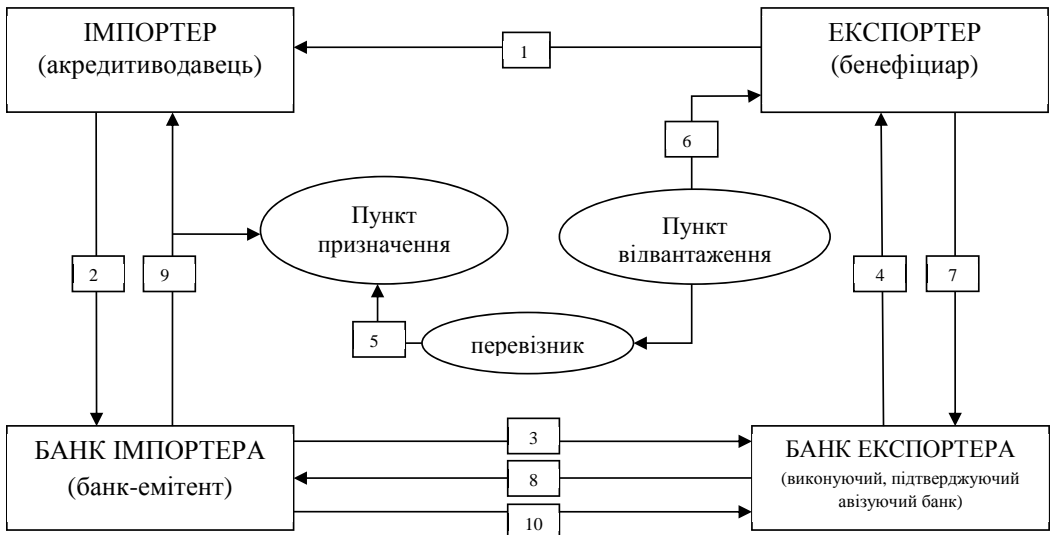 ІМПОРТЕР
(акредитиводавець)
1
ЕКСПОРТЕР
(бенефіциар)
6
Пункт
призначення
Пункт
відвантаження
2
9
4
7
5
перевізник
БАНК ІМПОРТЕРА
(банк-емітент)
3
8
10
БАНК ЕКСПОРТЕРА
(виконуючий, підтверджуючий
авізуючий банк)